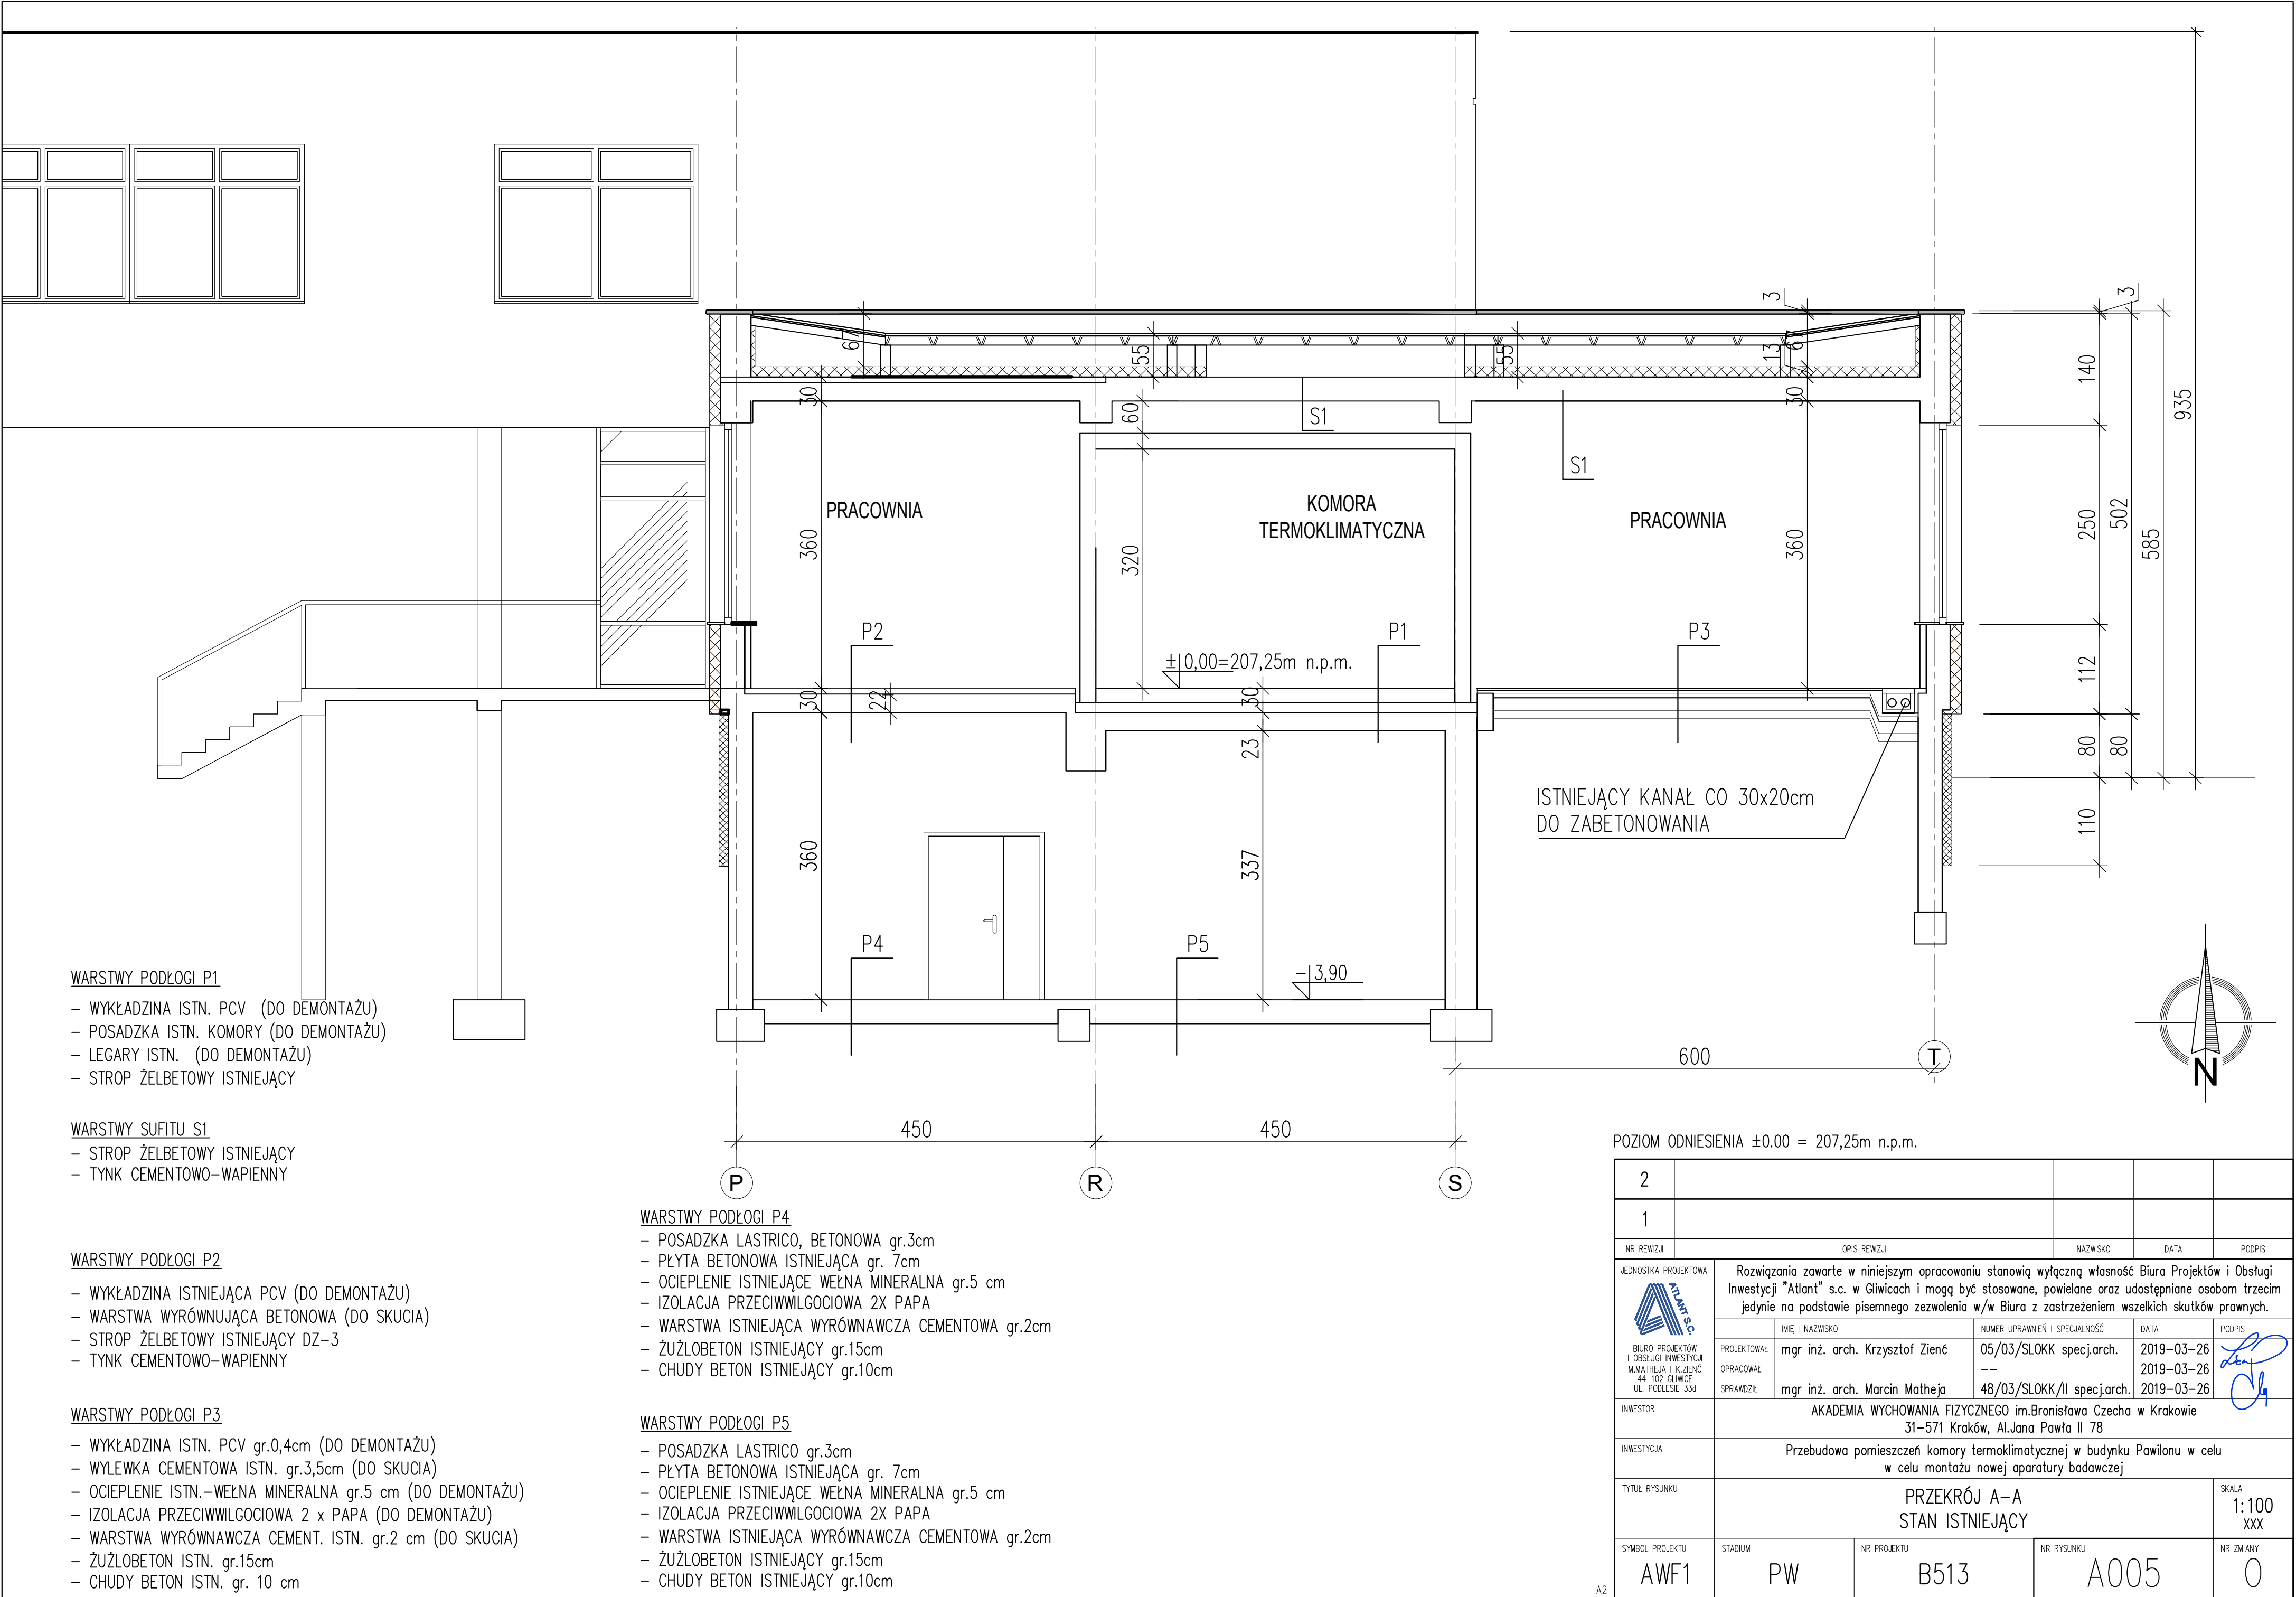 3
3
67
55
55
13
67
140
935
30
60
S1
30
S1
PRACOWNIA
KOMORA
TERMOKLIMATYCZNA
PRACOWNIA
360
320
360
250
502
585
P2
P1
P3
±0,00=207,25m n.p.m.
112
30
22
30
23
80
80
ISTNIEJĄCY KANAŁ CO 30x20cm
DO ZABETONOWANIA
110
360
337
P4
P5
-3,90
600
T
N
450
450
P
R
S
WARSTWY PODŁOGI P1
- WYKŁADZINA ISTN. PCV (DO DEMONTAŻU)
- POSADZKA ISTN. KOMORY (DO DEMONTAŻU)
- LEGARY ISTN. (DO DEMONTAŻU)
- STROP ŻELBETOWY ISTNIEJĄCY
WARSTWY SUFITU S1
- STROP ŻELBETOWY ISTNIEJĄCY
- TYNK CEMENTOWO-WAPIENNY
WARSTWY PODŁOGI P2
- WYKŁADZINA ISTNIEJĄCA PCV (DO DEMONTAŻU)
- WARSTWA WYRÓWNUJĄCA BETONOWA (DO SKUCIA)
- STROP ŻELBETOWY ISTNIEJĄCY DZ-3
- TYNK CEMENTOWO-WAPIENNY
WARSTWY PODŁOGI P3
- WYKŁADZINA ISTN. PCV gr.0,4cm (DO DEMONTAŻU)
- WYLEWKA CEMENTOWA ISTN. gr.3,5cm (DO SKUCIA)
- OCIEPLENIE ISTN.-WEŁNA MINERALNA gr.5 cm (DO DEMONTAŻU)
- IZOLACJA PRZECIWWILGOCIOWA 2 x PAPA (DO DEMONTAŻU)
- WARSTWA WYRÓWNAWCZA CEMENT. ISTN. gr.2 cm (DO SKUCIA)
- ŻUŻLOBETON ISTN. gr.15cm
- CHUDY BETON ISTN. gr. 10 cm
WARSTWY PODŁOGI P4
- POSADZKA LASTRICO, BETONOWA gr.3cm
- PŁYTA BETONOWA ISTNIEJĄCA gr. 7cm
- OCIEPLENIE ISTNIEJĄCE WEŁNA MINERALNA gr.5 cm
- IZOLACJA PRZECIWWILGOCIOWA 2X PAPA
- WARSTWA ISTNIEJĄCA WYRÓWNAWCZA CEMENTOWA gr.2cm
- ŻUŻLOBETON ISTNIEJĄCY gr.15cm
- CHUDY BETON ISTNIEJĄCY gr.10cm
WARSTWY PODŁOGI P5
- POSADZKA LASTRICO gr.3cm
- PŁYTA BETONOWA ISTNIEJĄCA gr. 7cm
- OCIEPLENIE ISTNIEJĄCE WEŁNA MINERALNA gr.5 cm
- IZOLACJA PRZECIWWILGOCIOWA 2X PAPA
- WARSTWA ISTNIEJĄCA WYRÓWNAWCZA CEMENTOWA gr.2cm
- ŻUŻLOBETON ISTNIEJĄCY gr.15cm
- CHUDY BETON ISTNIEJĄCY gr.10cm
POZIOM ODNIESIENIA ±0.00 = 207,25m n.p.m.
2
1
NR REWIZJI OPIS REWIZJI NAZWISKO DATA PODPIS
JEDNOSTKA PROJEKTOWA
ATLANT S.C.
BIURO PROJEKTÓW
I OBSŁUGI INWESTYCJI
M.MATHEJA I K.ZIENĆ
44-102 GLIWICE
UL. PODLESIE 33d
Rozwiązania zawarte w niniejszym opracowaniu stanowią wyłączną własność Biura Projektów i Obsługi
Inwestycji "Atlant" s.c. w Gliwicach i mogą być stosowane, powielane oraz udostępniane osobom trzecim
jedynie na podstawie pisemnego zezwolenia w/w Biura z zastrzeżeniem wszelkich skutków prawnych.
IMIĘ I NAZWISKO NUMER UPRAWNIEŃ I SPECJALNOŚĆ DATA PODPIS
PROJEKTOWAŁ mgr inż. arch. Krzysztof Zienć 05/03/SLOKK specj.arch. 2019-03-26
OPRACOWAŁ -- 2019-03-26
SPRAWDZIŁ mgr inż. arch. Marcin Matheja 48/03/SLOKK/II specj.arch. 2019-03-26
INWESTOR
AKADEMIA WYCHOWANIA FIZYCZNEGO im.Bronisława Czecha w Krakowie
31-571 Kraków, Al.Jana Pawła II 78
INWESTYCJA
Przebudowa pomieszczeń komory termoklimatycznej w budynku Pawilonu w celu
w celu montażu nowej aparatury badawczej
TYTUŁ RYSUNKU
PRZEKRÓJ A-A
STAN ISTNIEJĄCY
SKALA
1:100
XXX
SYMBOL PROJEKTU STADIUM NR PROJEKTU NR RYSUNKU NR ZMIANY
AWF1 PW B513 A005 0
A2